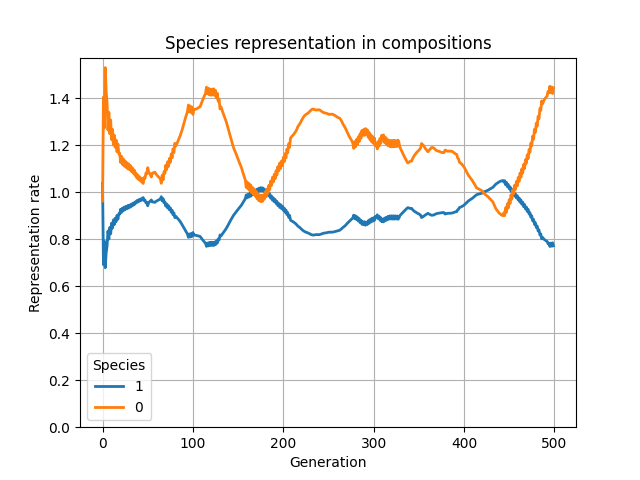 Species representation in compositions
Representation rate
1.4
1.2
1.0
0.8
0.6
0.4
0.2
0.0
Species
1
0
0 100 200 300 400 500
Generation